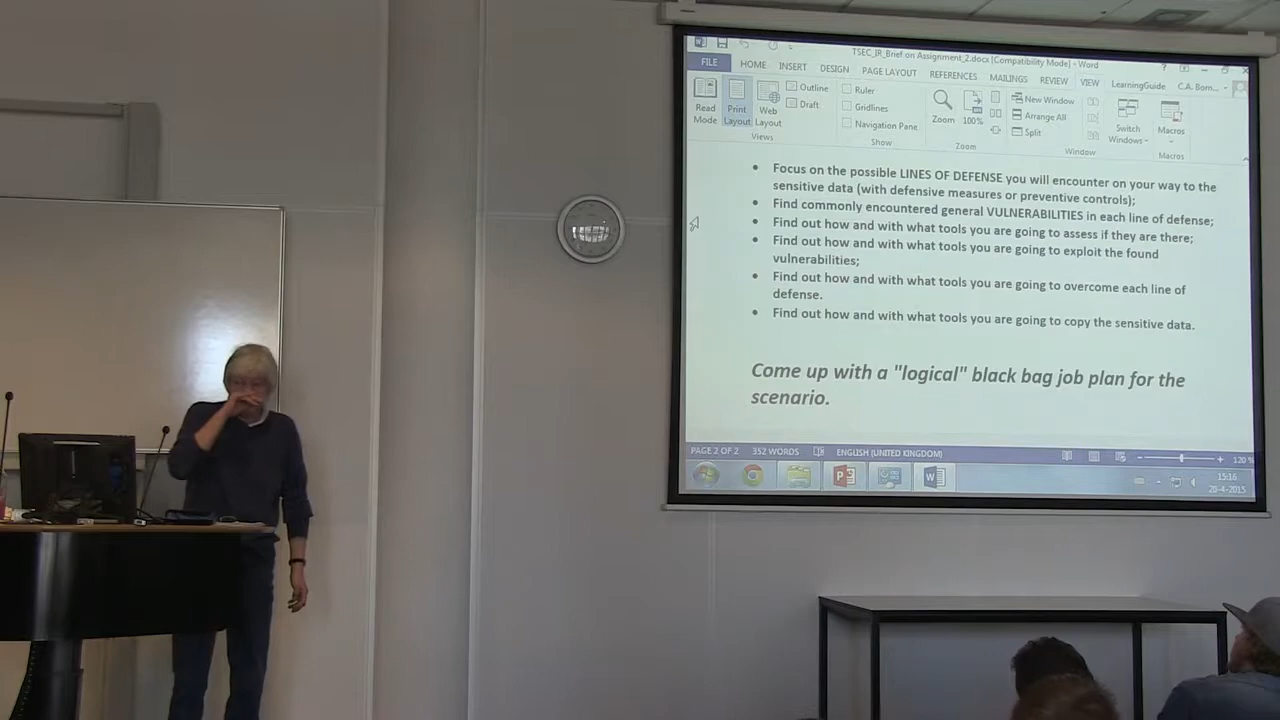 TSEC_IR_Brief on Assignment_2.docx [Compatibility Mode] - Word
FILE HOME INSERT DESIGN PAGE LAYOUT REFERENCES MAILINGS REVIEW VIEW LearningGuide C.A. Born...
Read Mode
Print Layout
Web Layout
Outline
Draft
Views
Ruler
Gridlines
Navigation Pane
Show
Zoom
100%
Zoom
New Window
Arrange All
Split
Switch Windows
Window
Macros
Macros
• Focus on the possible LINES OF DEFENSE you will encounter on your way to the
sensitive data (with defensive measures or preventive controls);
• Find commonly encountered general VULNERABILITIES in each line of defense;
• Find out how and with what tools you are going to assess if they are there;
• Find out how and with what tools you are going to exploit the found
vulnerabilities;
• Find out how and with what tools you are going to overcome each line of
defense.
• Find out how and with what tools you are going to copy the sensitive data.
Come up with a "logical" black bag job plan for the
scenario.
PAGE 2 OF 2 352 WORDS ENGLISH (UNITED KINGDOM) 120 %
15:16
20-4-2015